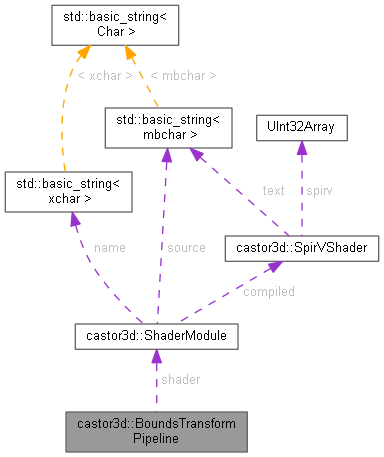 std::basic_string<
Char >
< xchar >
< mbchar >
std::basic_string<
mbchar >
UInt32Array
std::basic_string<
xchar >
text
spirv
name
source
castor3d::SpirVShader
compiled
castor3d::ShaderModule
shader
castor3d::BoundsTransform
Pipeline